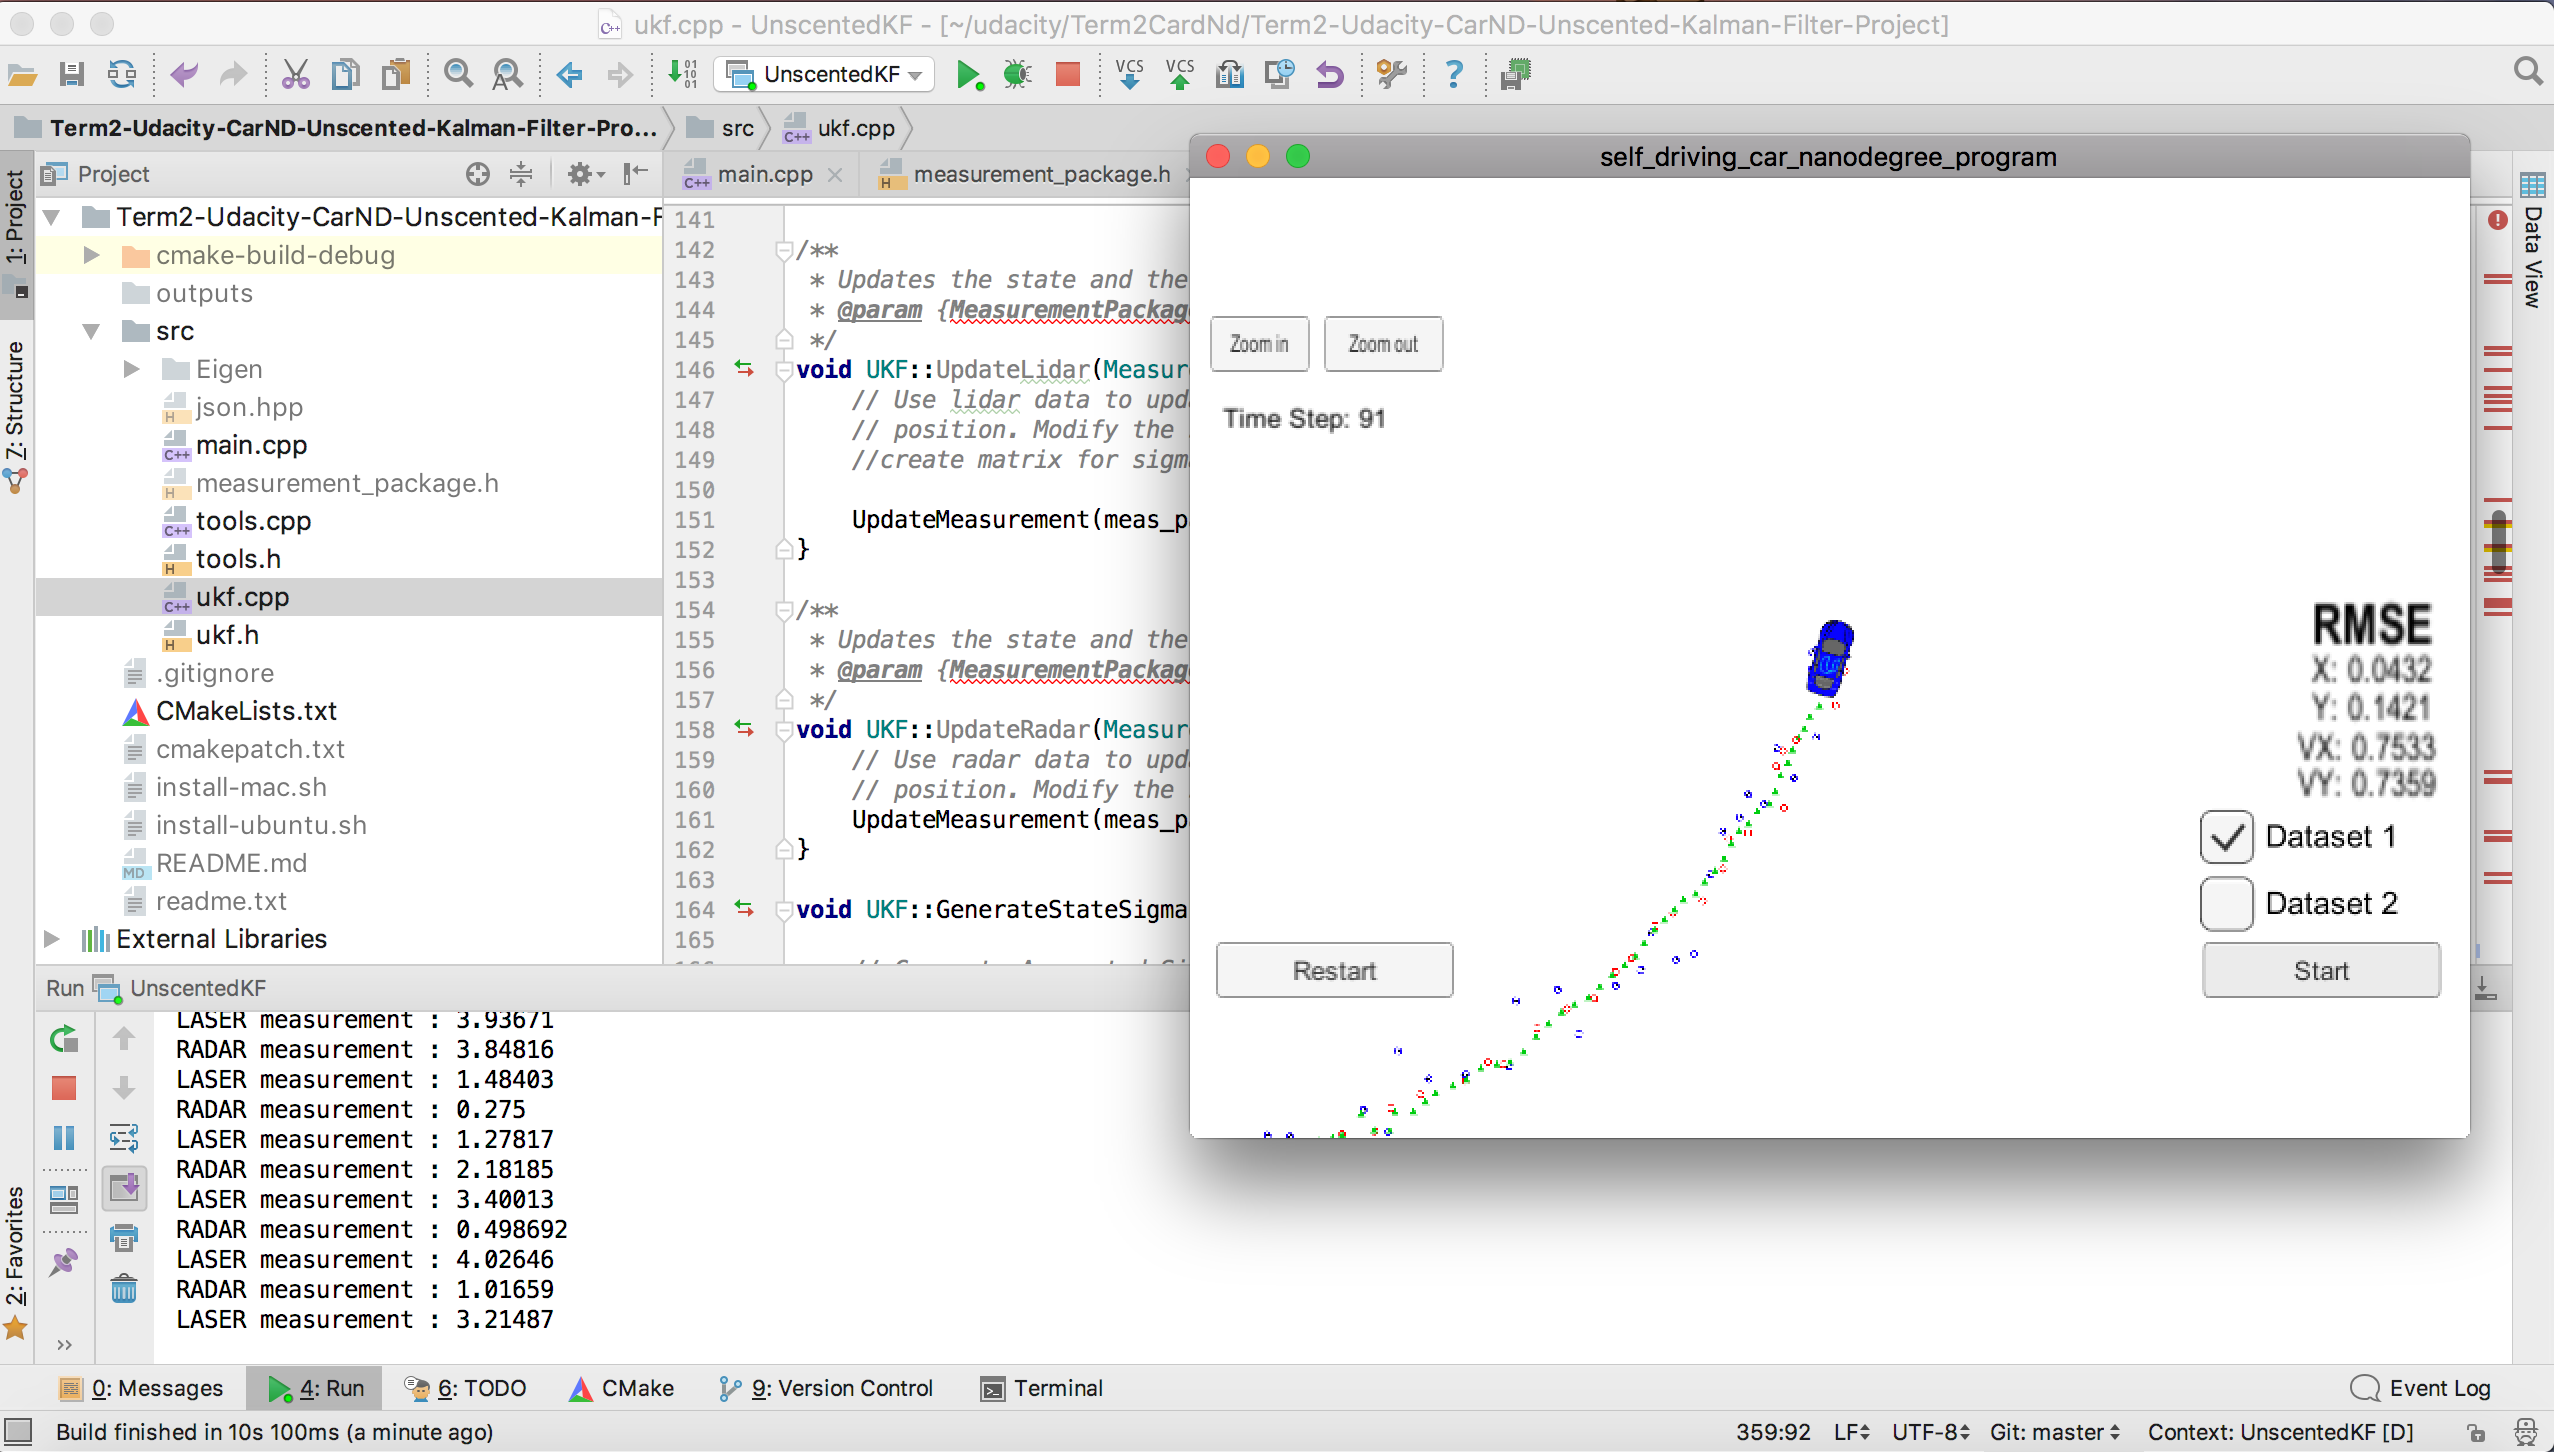 ukf.cpp - UnscentedKF - [~/udacity/Term2CardNd/Term2-Udacity-CarND-Unscented-Kalman-Filter-Project]
UnscentedKF
VCS VCS
Term2-Udacity-CarND-Unscented-Kalman-Filter-Pro... src ukf.cpp
1: Project
7: Structure
2: Favorites
Project
Term2-Udacity-CarND-Unscented-Kalman-F
cmake-build-debug
outputs
src
Eigen
json.hpp
main.cpp
measurement_package.h
tools.cpp
tools.h
ukf.cpp
ukf.h
.gitignore
CMakeLists.txt
cmakepatch.txt
install-mac.sh
install-ubuntu.sh
README.md
readme.txt
External Libraries
main.cpp measurement_package.h
141
142 /**
143 * Updates the state and the
144 * @param {MeasurementPackag
145 */
146 void UKF::UpdateLidar(Measur
147 // Use lidar data to upd
148 // position. Modify the
149 //create matrix for sigm
150
151 UpdateMeasurement(meas_p
152 }
153
154 /**
155 * Updates the state and the
156 * @param {MeasurementPackag
157 */
158 void UKF::UpdateRadar(Measur
159 // Use radar data to upd
160 // position. Modify the
161 UpdateMeasurement(meas_p
162 }
163
164 void UKF::GenerateStateSigma
165
self_driving_car_nanodegree_program
Zoom in Zoom out
Time Step: 91
RMSE
X: 0.0432
Y: 0.1421
VX: 0.7533
VY: 0.7359
Dataset 1
Dataset 2
Restart
Start
Data View
Run UnscentedKF
LASER measurement : 3.93671
RADAR measurement : 3.84816
LASER measurement : 1.48403
RADAR measurement : 0.275
LASER measurement : 1.27817
RADAR measurement : 2.18185
LASER measurement : 3.40013
RADAR measurement : 0.498692
LASER measurement : 4.02646
RADAR measurement : 1.01659
LASER measurement : 3.21487
0: Messages 4: Run 6: TODO CMake 9: Version Control Terminal Event Log
Build finished in 10s 100ms (a minute ago) 359:92 LF UTF-8 Git: master Context: UnscentedKF [D]